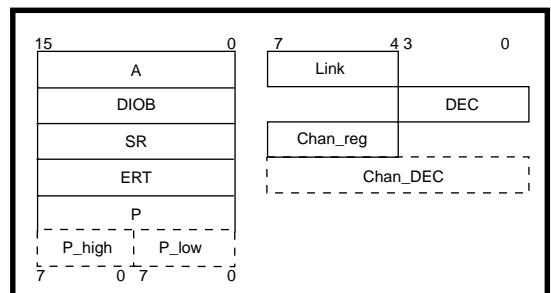 15 0 7 4 3 0
A Link
DIOB DEC
SR Chan_reg
ERT Chan_DEC
P
P_high P_low
7 0 7 0